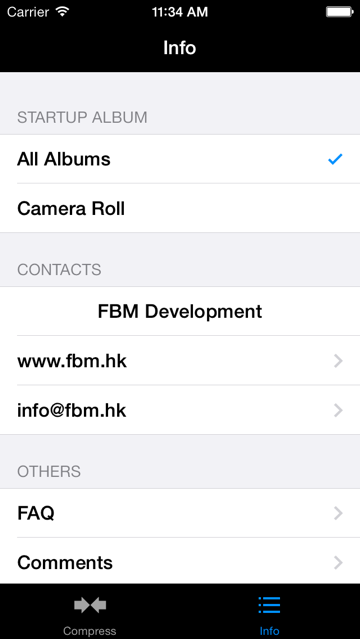 Carrier 11:34 AM
Info
STARTUP ALBUM
All Albums
Camera Roll
CONTACTS
FBM Development
www.fbm.hk
info@fbm.hk
OTHERS
FAQ
Comments
Compress Info